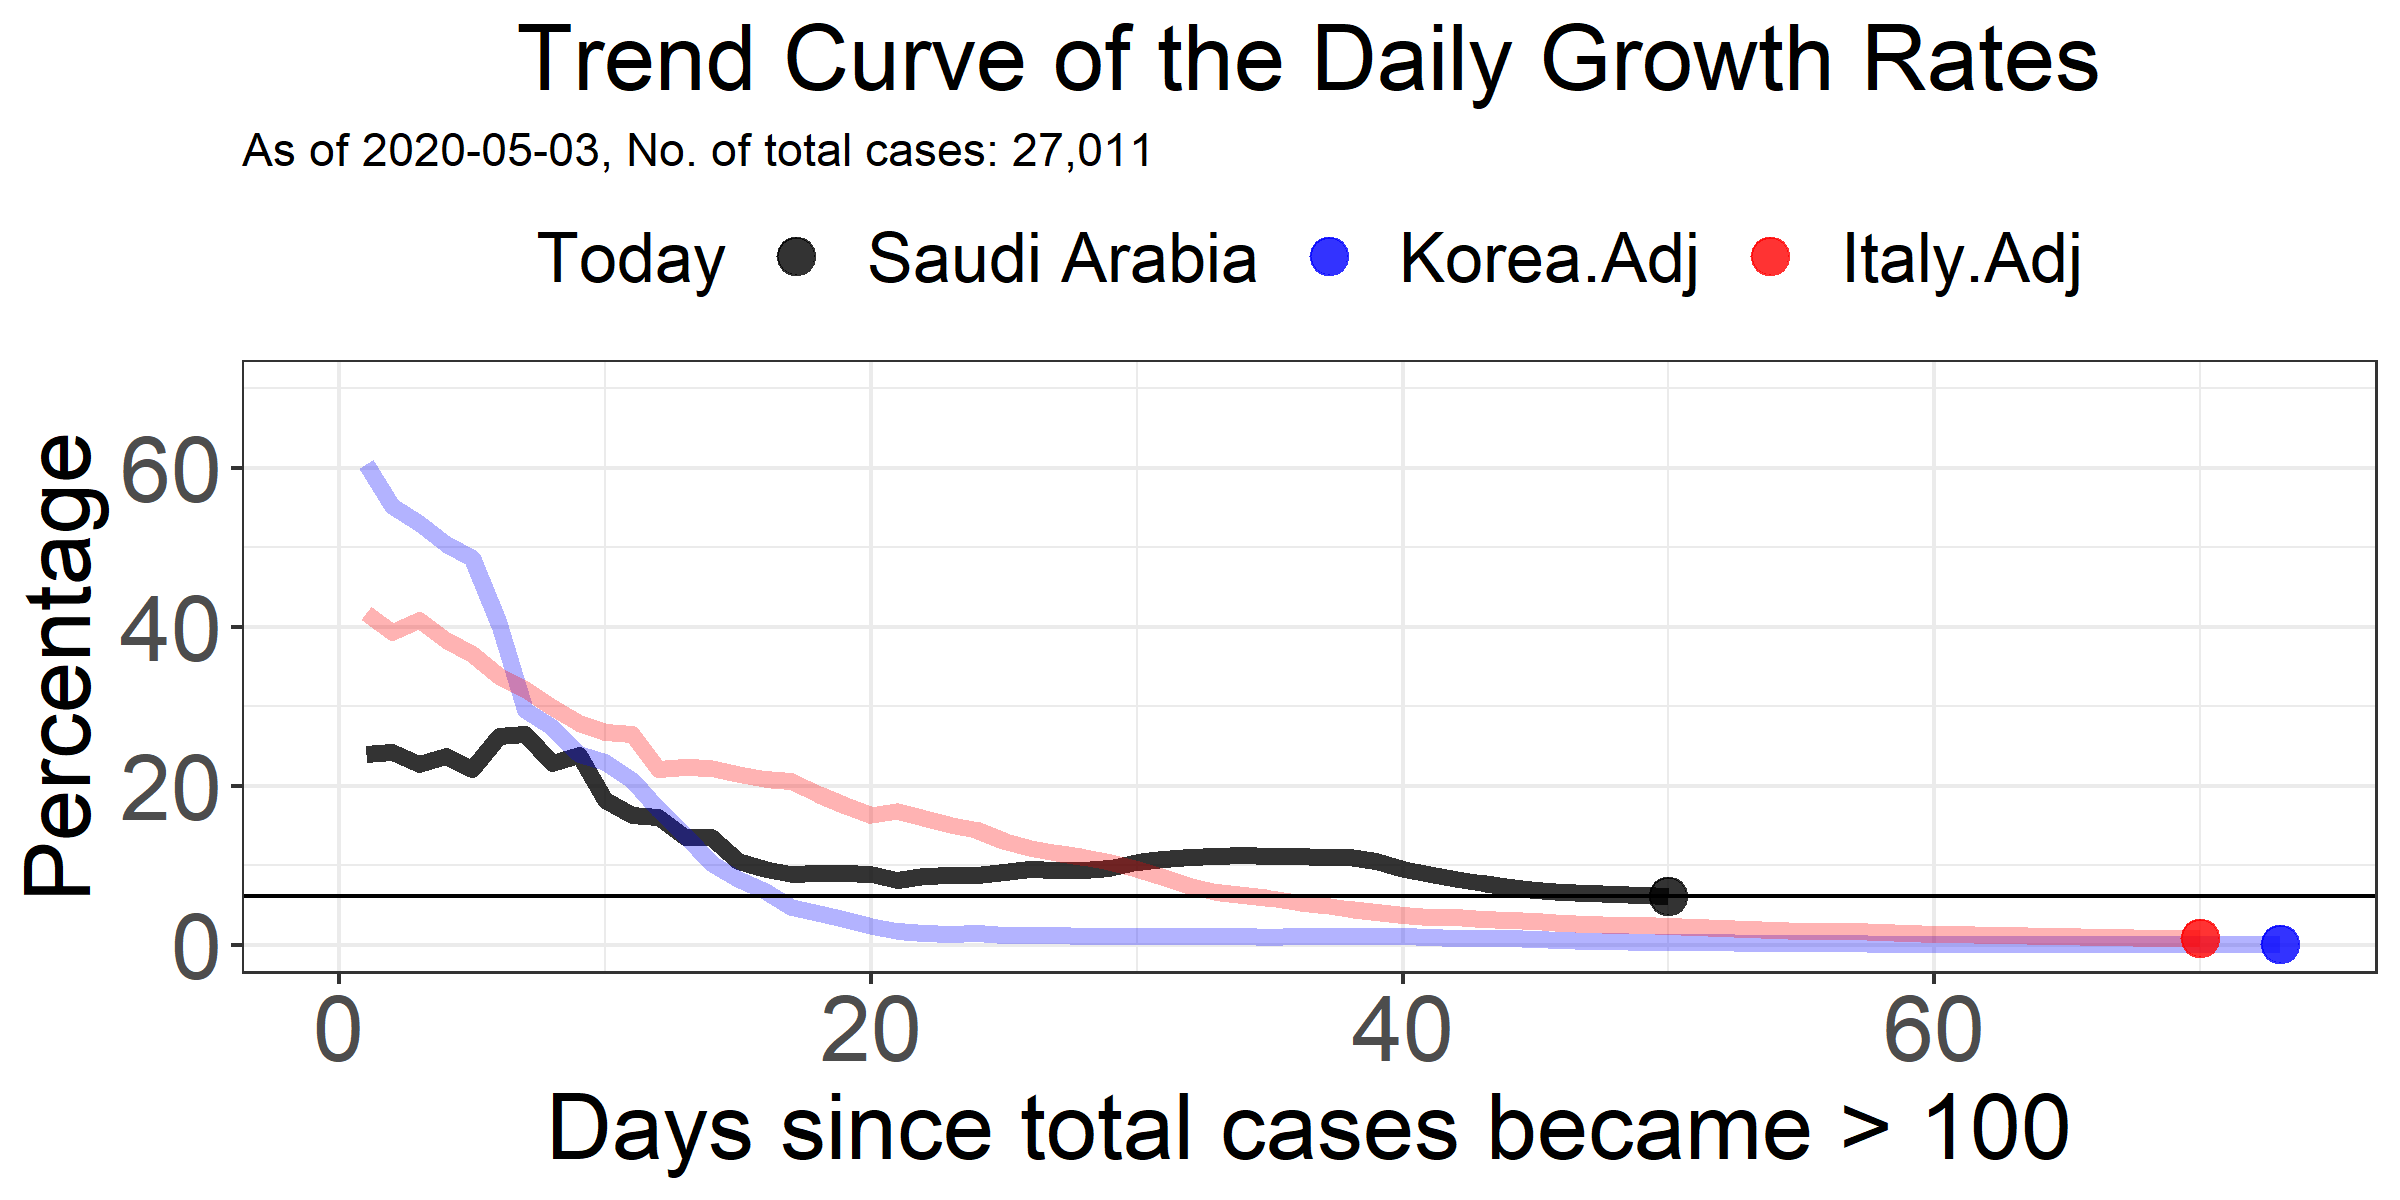 Trend Curve of the Daily Growth Rates
As of 2020-05-03, No. of total cases: 27,011
Today Saudi Arabia Korea.Adj Italy.Adj
Percentage
60
40
20
0
0 20 40 60
Days since total cases became > 100